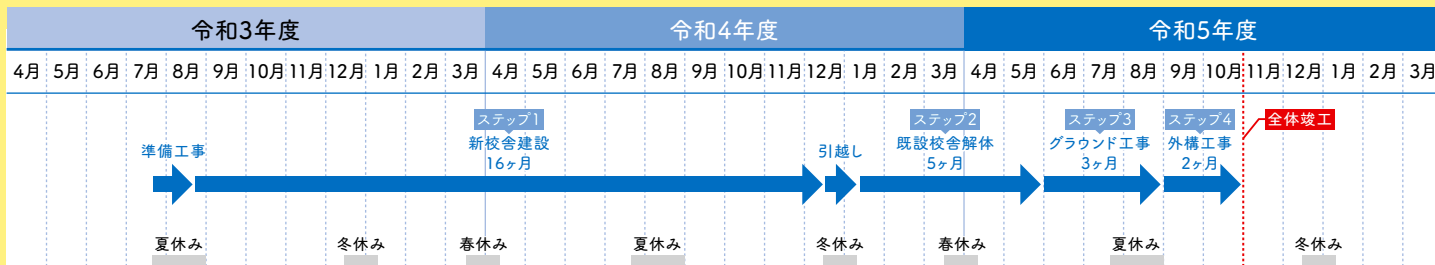 令和3年度 令和4年度 令和5年度
4月 5月 6月 7月 8月 9月 10月 11月 12月 1月 2月 3月 4月 5月 6月 7月 8月 9月 10月 11月 12月 1月 2月 3月 4月 5月 6月 7月 8月 9月 10月 11月 12月 1月 2月 3月
ステップ1 ステップ2 ステップ3 ステップ4 全体竣工
準備工事 新校舎建設 引越し 既設校舎解体 グラウンド工事 外構工事
16ヶ月 5ヶ月 3ヶ月 2ヶ月
夏休み 冬休み 春休み 夏休み 冬休み 春休み 夏休み 冬休み